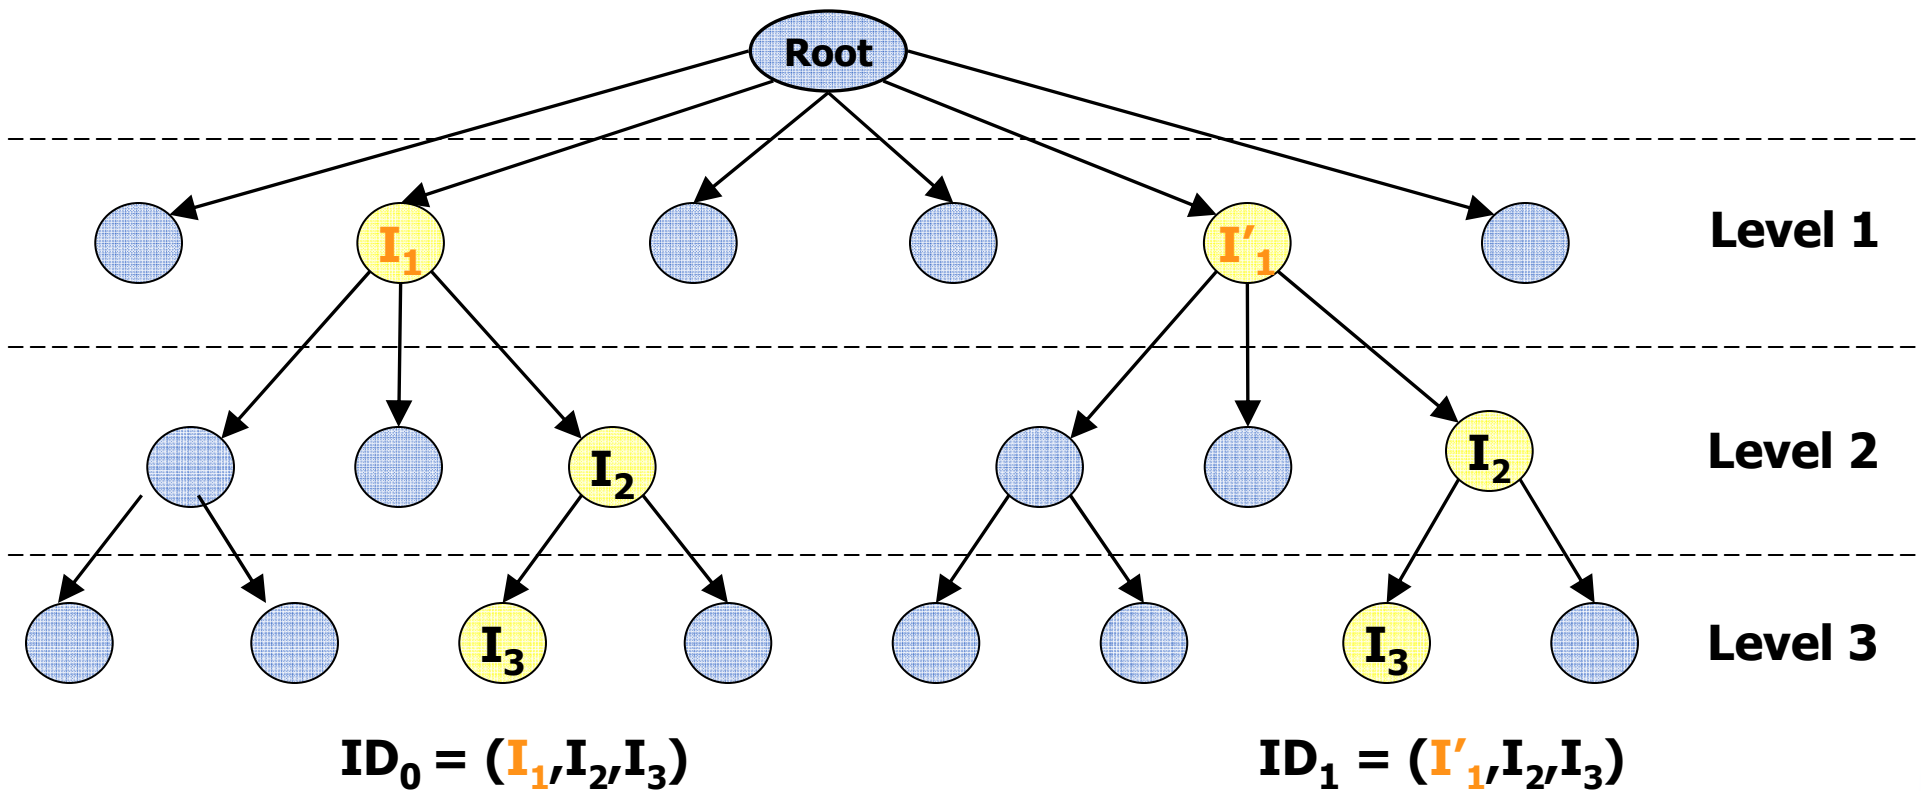 Root
I₁
I′₁
Level 1
I₂
I₂
Level 2
I₃
I₃
Level 3
ID₀ = (I₁,I₂,I₃)
ID₁ = (I′₁,I₂,I₃)